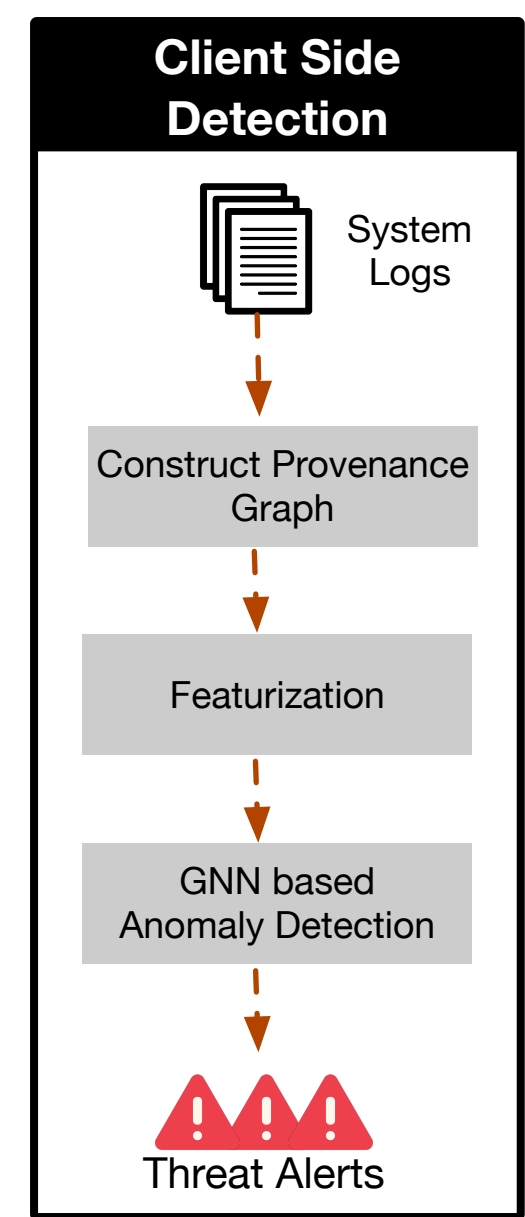 Client Side
Detection
System
Logs
Construct Provenance
Graph
Featurization
GNN based
Anomaly Detection
Threat Alerts